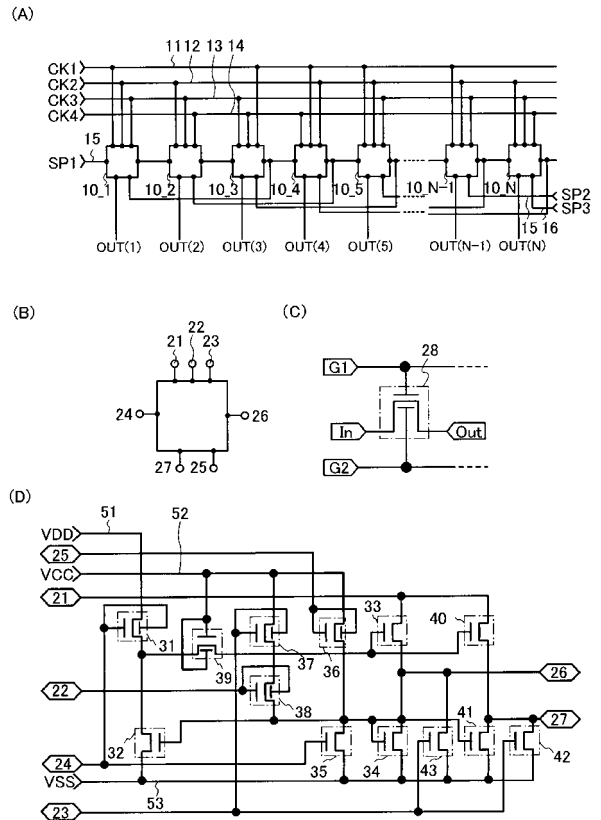 (A)
11 12 13 14
CK1
CK2
CK3
CK4
15
SP1
10_1 10_2 10_3 10_4 10_5 10_N-1 10_N
SP2
SP3
15 16
OUT(1) OUT(2) OUT(3) OUT(4) OUT(5) OUT(N-1) OUT(N)
(B)
22
21 23
24 26
27 25
(C)
28
G1
In Out
G2
(D)
51 52
VDD
25
VCC
21
33 40
31 39 37 36
26
22
38
27
32 41
24
35 34 43 42
VSS
53
23